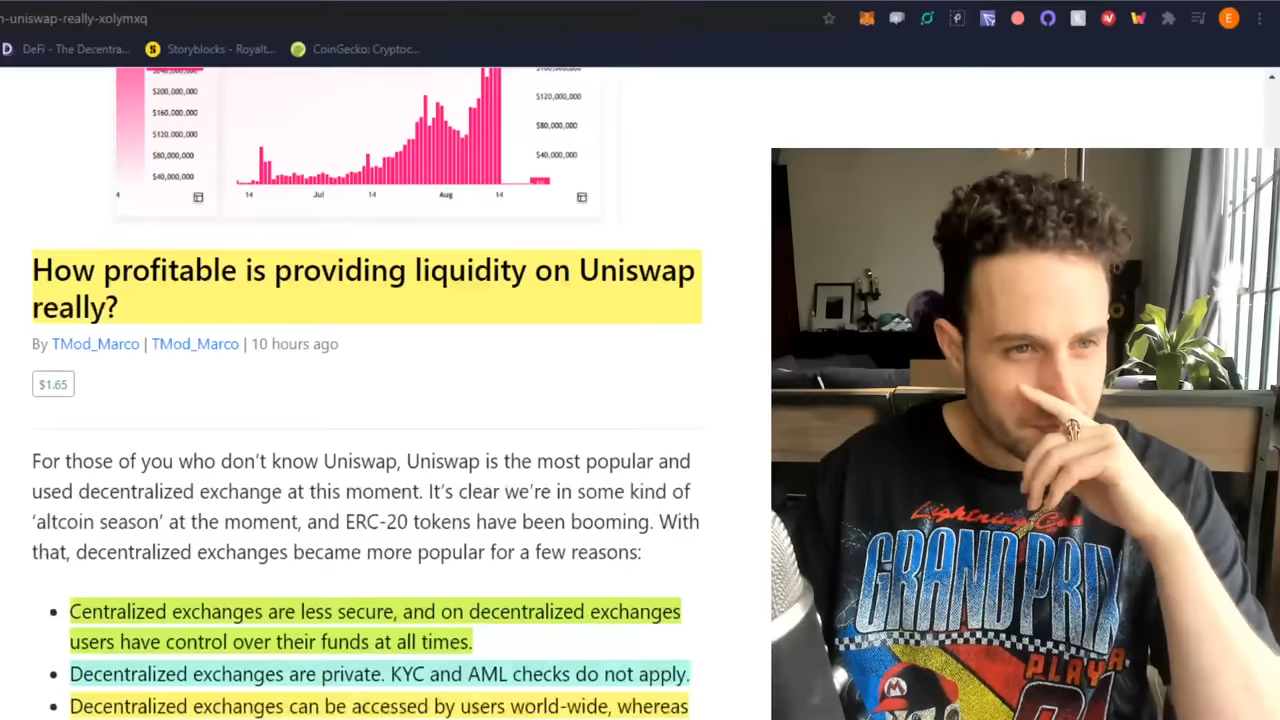 n-uniswap-really-xolymxq
DeFi - The Decentra... Storyblocks - Royalt... CoinGecko: Cryptoc...
E
$200,000,000
$160,000,000
$120,000,000
$80,000,000
$40,000,000
$120,000,000
$80,000,000
$40,000,000
4 14 Jul 14 Aug 14
How profitable is providing liquidity on Uniswap
really?
By TMod_Marco | TMod_Marco | 10 hours ago
$1.65
For those of you who don’t know Uniswap, Uniswap is the most popular and
used decentralized exchange at this moment. It’s clear we’re in some kind of
‘altcoin season’ at the moment, and ERC-20 tokens have been booming. With
that, decentralized exchanges became more popular for a few reasons:
Centralized exchanges are less secure, and on decentralized exchanges
users have control over their funds at all times.
Decentralized exchanges are private. KYC and AML checks do not apply.
Decentralized exchanges can be accessed by users world-wide, whereas
Lightning
GRAND PRIX
M